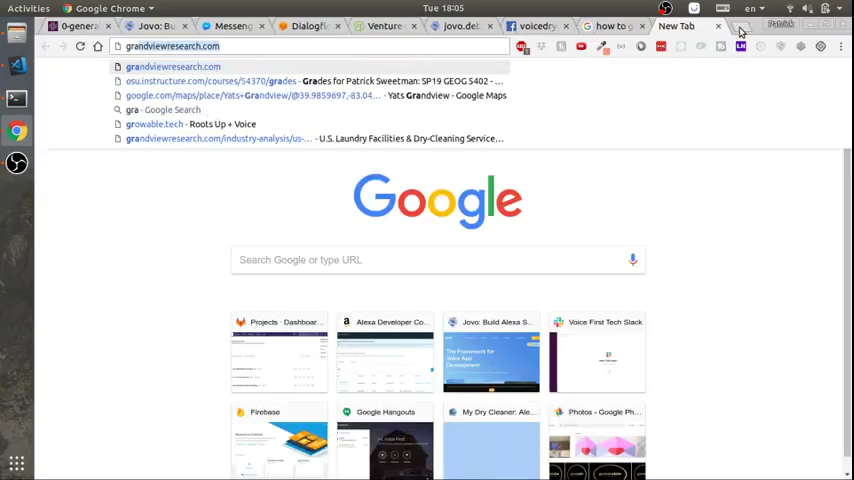 Activities Google Chrome Tue 18:05 en
0-genera Jovo: Bu Messeng Dialogfl Venture jovo.deb voicedry how to g New Tab Patrick
grandviewresearch.com
grandviewresearch.com
osu.instructure.com/courses/54370/grades - Grades for Patrick Sweetman: SP19 GEOG 5402 - ...
google.com/maps/place/Yats+Grandview/@39.9859697,-83.04... - Yats Grandview - Google Maps
gra - Google Search
growable.tech - Roots Up + Voice
grandviewresearch.com/industry-analysis/us-... - U.S. Laundry Facilities & Dry-Cleaning Service...
Google
Search Google or type URL
Projects · Dashboar... Alexa Developer Co... Jovo: Build Alexa S... Voice First Tech Slack
Firebase Google Hangouts My Dry Cleaner: Ale... Photos - Google Ph...